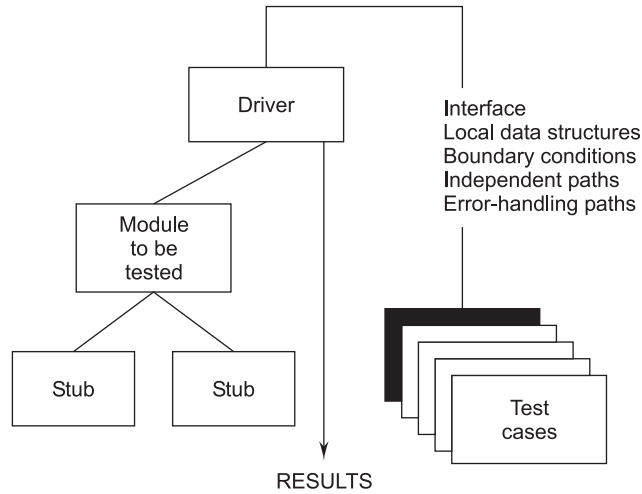 Driver
Interface
Local data structures
Boundary conditions
Independent paths
Error-handling paths
Module
to be
tested
Stub
Stub
Test
cases
RESULTS